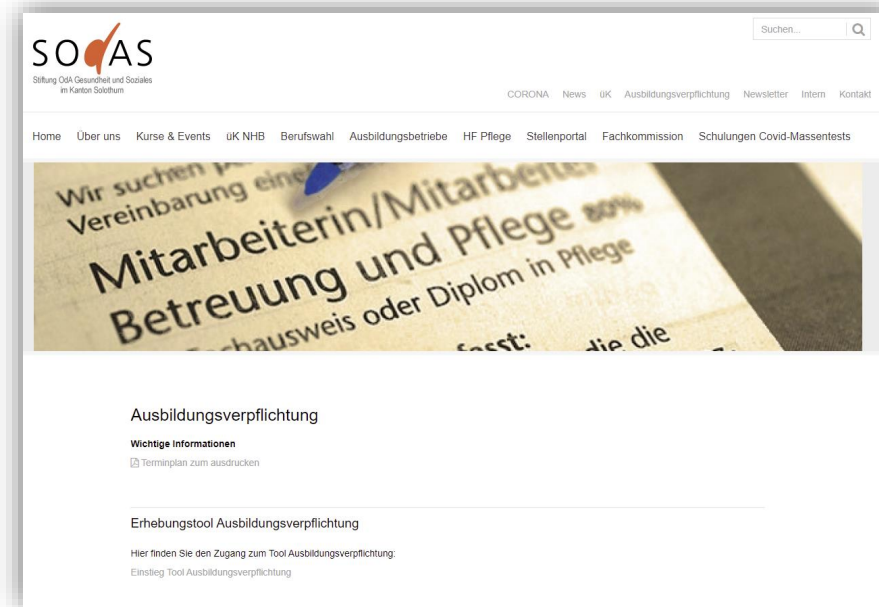 SODAS
Stiftung OdA Gesundheit und Soziales
im Kanton Solothurn
Suchen...
CORONA News üK Ausbildungsverpflichtung Newsletter Intern Kontakt
Home Über uns Kurse & Events üK NHB Berufswahl Ausbildungsbetriebe HF Pflege Stellenportal Fachkommission Schulungen Covid-Massentests
Wir suchen
Vereinbarung eine
Mitarbeiterin/Mitarbeiter
Betreuung und Pflege 80%
Fachausweis oder Diplom in Pflege
die die
Ausbildungsverpflichtung
Wichtige Informationen
Terminplan zum ausdrucken
Erhebungstool Ausbildungsverpflichtung
Hier finden Sie den Zugang zum Tool Ausbildungsverpflichtung:
Einstieg Tool Ausbildungsverpflichtung